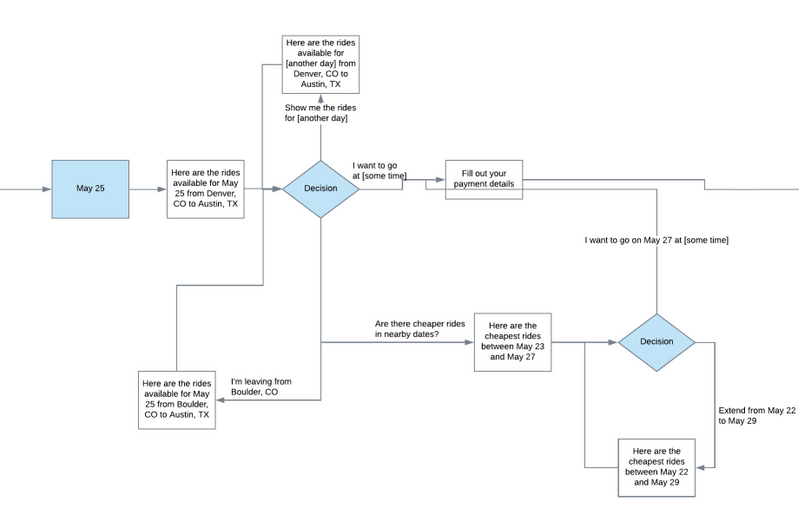 Here are the rides
available for
[another day] from
Denver, CO to
Austin, TX
Show me the rides
for [another day]
I want to go
at [some time]
May 25
Here are the rides
available for May
25 from Denver,
CO to Austin, TX
Decision
Fill out your
payment details
I want to go on May 27 at [some time]
Are there cheaper rides
in nearby dates?
Here are the
cheapest rides
between May 23
and May 27
Decision
Here are the rides
available for May
25 from Boulder,
CO to Austin, TX
I'm leaving from
Boulder, CO
Extend from May 22
to May 29
Here are the
cheapest rides
between May 22
and May 29